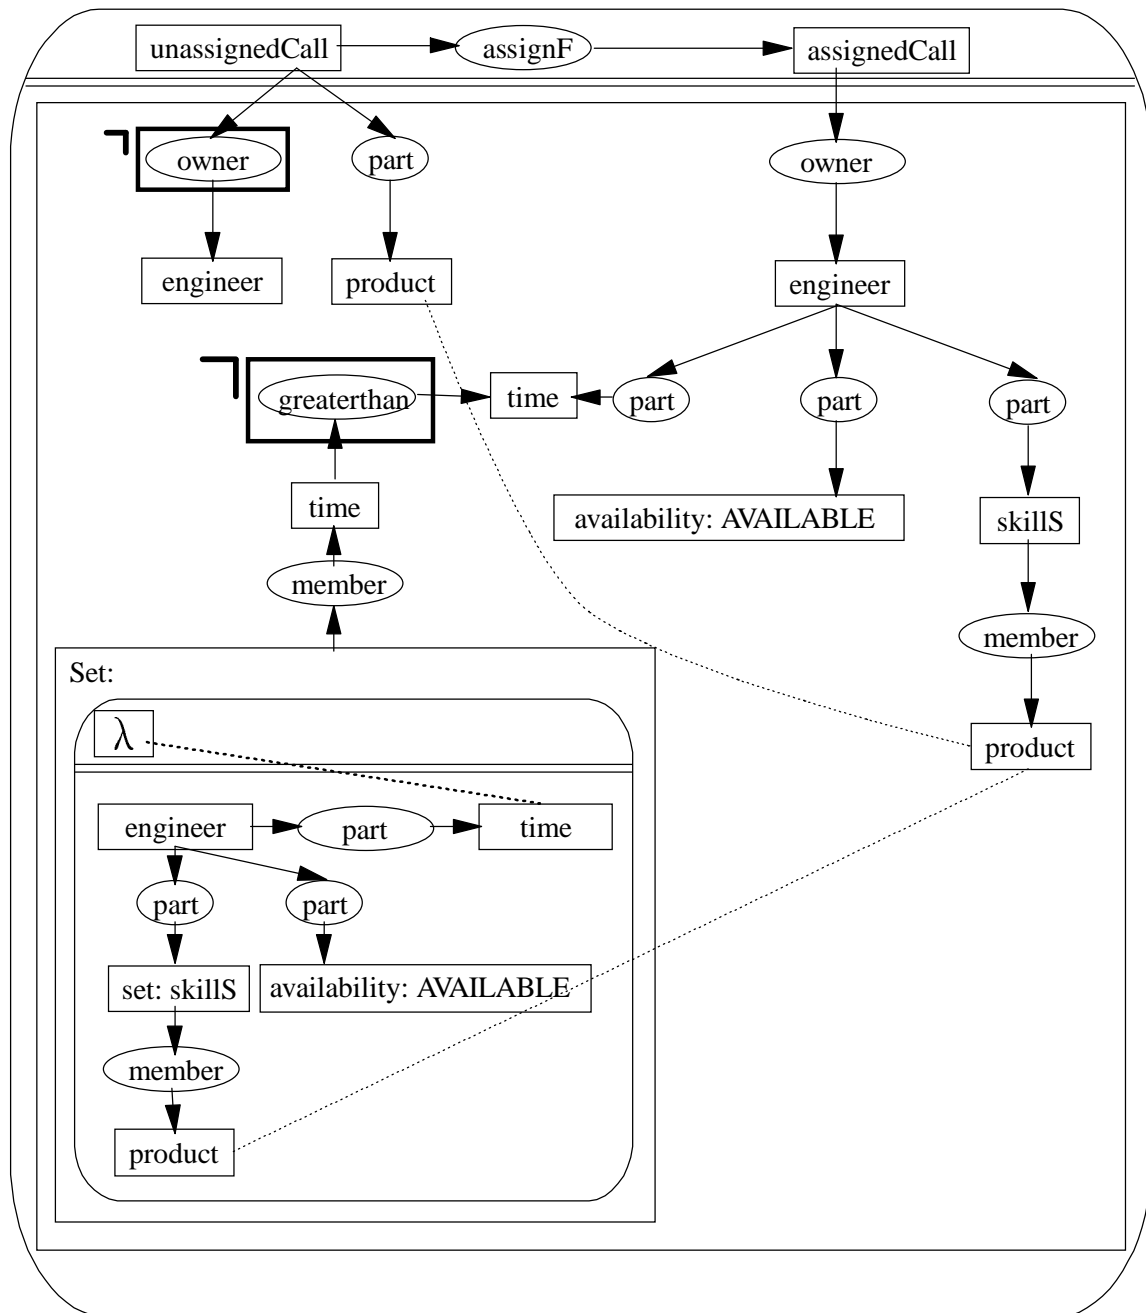 unassignedCall assignF assignedCall
¬ owner part owner
engineer product engineer
¬ greaterthan time part part part
time availability: AVAILABLE skillS
member member
Set:
λ product
engineer part time
part part
set: skillS availability: AVAILABLE
member
product